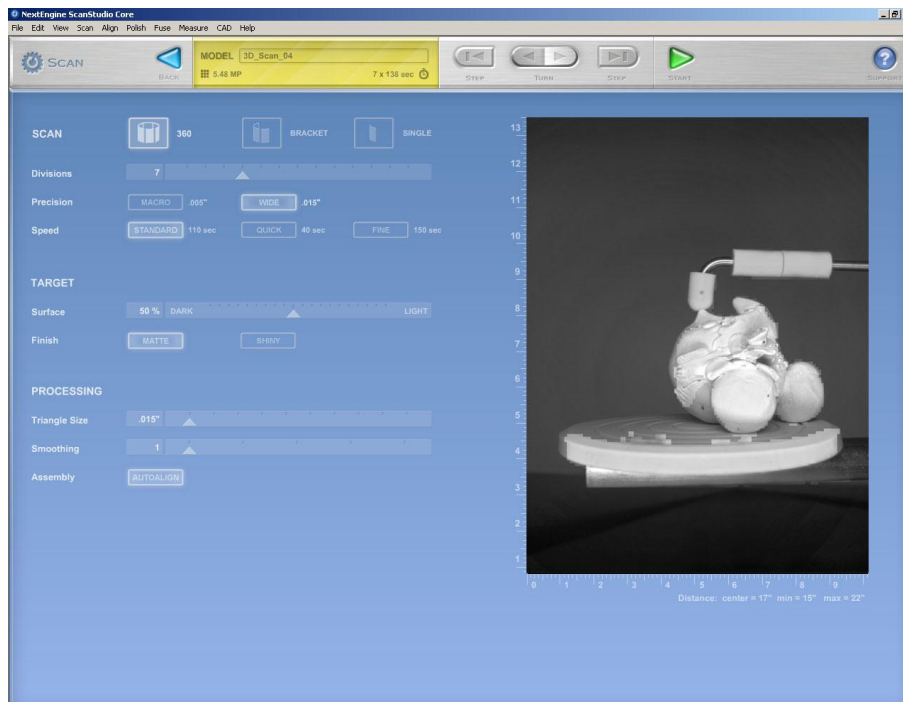 NextEngine ScanStudio Core
File Edit View Scan Align Polish Fuse Measure CAD Help
SCAN
BACK
MODEL 3D_Scan_04
5.48 MP 7 x 138 sec
STEP TURN STEP START SUPPORT
SCAN 360 BRACKET SINGLE
Divisions 7
Precision MACRO .005" WIDE .015"
Speed STANDARD 110 sec QUICK 40 sec FINE 150 sec
TARGET
Surface 50 % DARK LIGHT
Finish MATTE SHINY
PROCESSING
Triangle Size .015"
Smoothing 1
Assembly AUTOALIGN
13
12
11
10
9
8
7
6
5
4
3
2
1
0 1 2 3 4 5 6 7 8 9
Distance: center = 17" min = 15" max = 22"